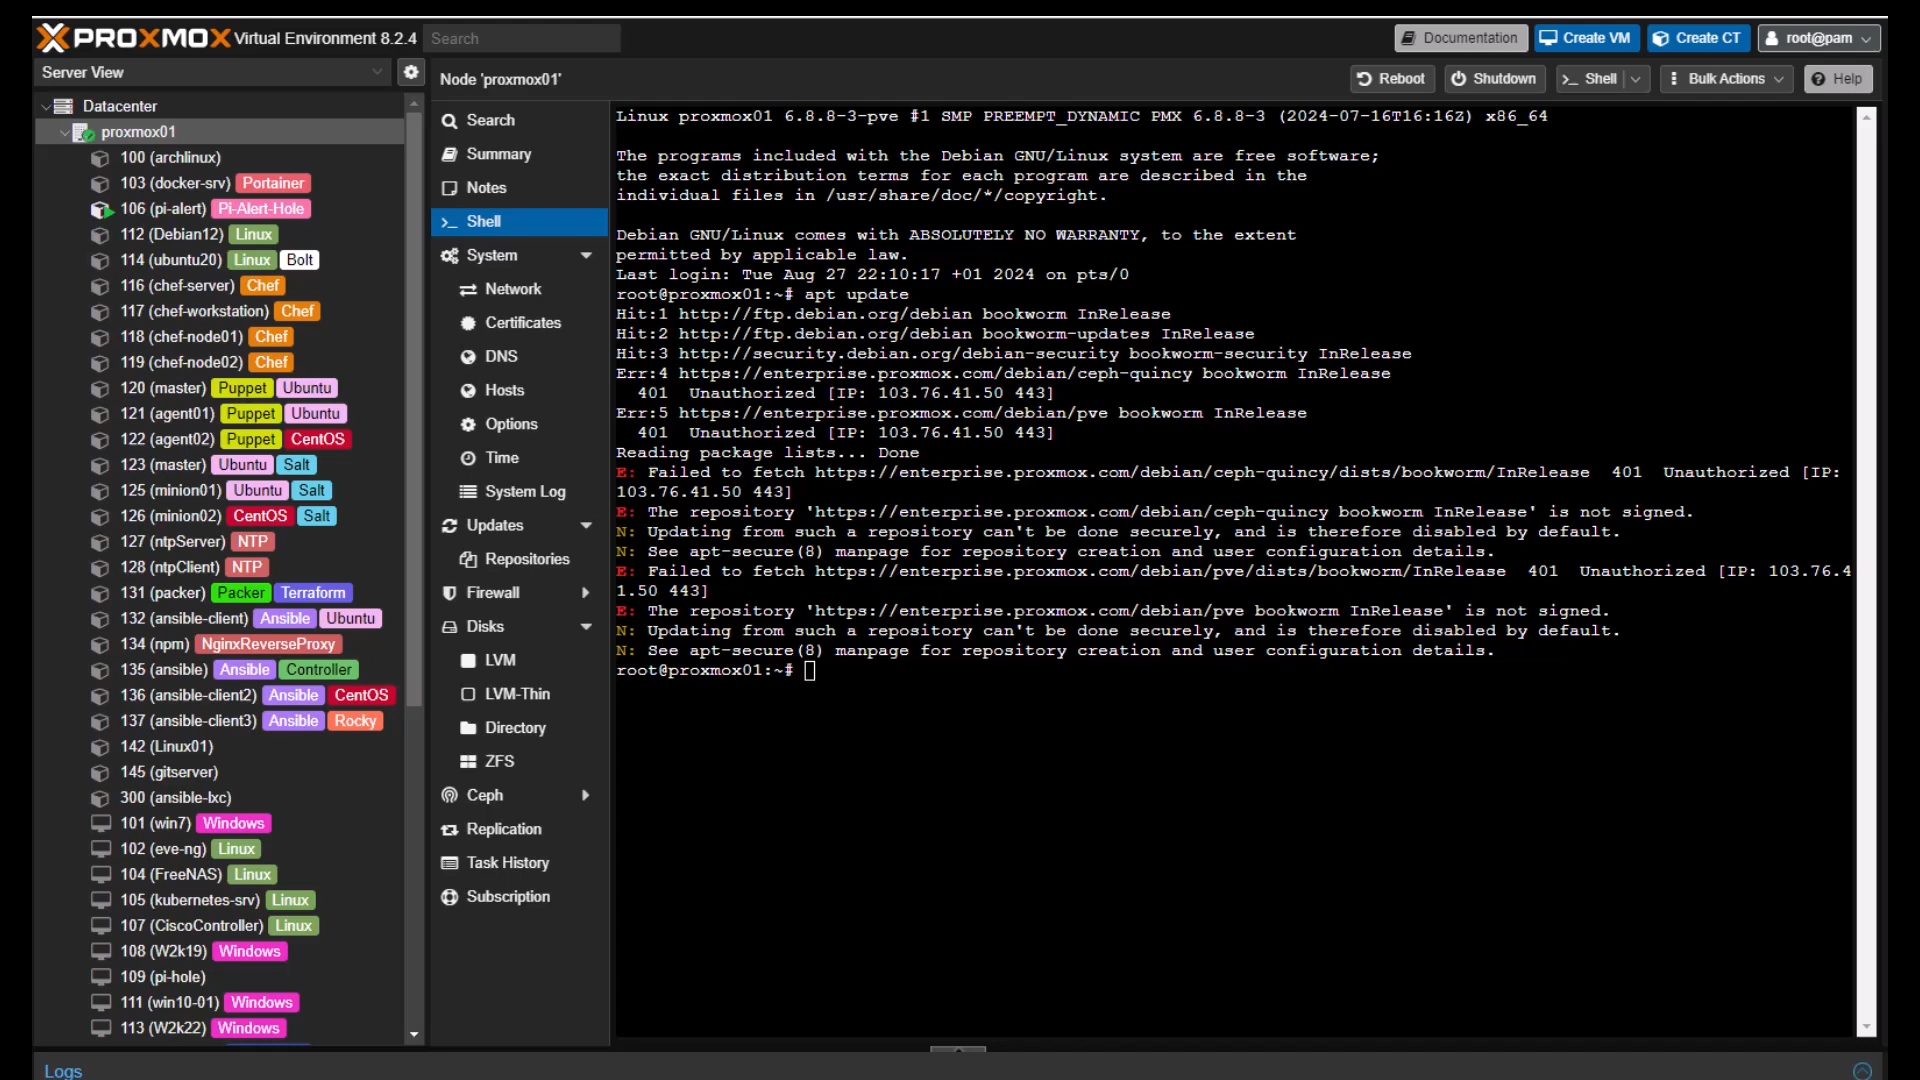 PROXMOX Virtual Environment 8.2.4 Search Documentation Create VM Create CT root@pam
Server View
Node 'proxmox01' Reboot Shutdown >_ Shell Bulk Actions Help
Datacenter
proxmox01
100 (archlinux)
103 (docker-srv) Portainer
106 (pi-alert) Pi-Alert-Hole
112 (Debian12) Linux
114 (ubuntu20) Linux Bolt
116 (chef-server) Chef
117 (chef-workstation) Chef
118 (chef-node01) Chef
119 (chef-node02) Chef
120 (master) Puppet Ubuntu
121 (agent01) Puppet Ubuntu
122 (agent02) Puppet CentOS
123 (master) Ubuntu Salt
125 (minion01) Ubuntu Salt
126 (minion02) CentOS Salt
127 (ntpServer) NTP
128 (ntpClient) NTP
131 (packer) Packer Terraform
132 (ansible-client) Ansible Ubuntu
134 (npm) NginxReverseProxy
135 (ansible) Ansible Controller
136 (ansible-client2) Ansible CentOS
137 (ansible-client3) Ansible Rocky
142 (Linux01)
145 (gitserver)
300 (ansible-lxc)
101 (win7) Windows
102 (eve-ng) Linux
104 (FreeNAS) Linux
105 (kubernetes-srv) Linux
107 (CiscoController) Linux
108 (W2k19) Windows
109 (pi-hole)
111 (win10-01) Windows
113 (W2k22) Windows
Search
Summary
Notes
>_ Shell
System
Network
Certificates
DNS
Hosts
Options
Time
System Log
Updates
Repositories
Firewall
Disks
LVM
LVM-Thin
Directory
ZFS
Ceph
Replication
Task History
Subscription
Linux proxmox01 6.8.8-3-pve #1 SMP PREEMPT_DYNAMIC PMX 6.8.8-3 (2024-07-16T16:16Z) x86_64
The programs included with the Debian GNU/Linux system are free software;
the exact distribution terms for each program are described in the
individual files in /usr/share/doc/*/copyright.
Debian GNU/Linux comes with ABSOLUTELY NO WARRANTY, to the extent
permitted by applicable law.
Last login: Tue Aug 27 22:10:17 +01 2024 on pts/0
root@proxmox01:~# apt update
Hit:1 http://ftp.debian.org/debian bookworm InRelease
Hit:2 http://ftp.debian.org/debian bookworm-updates InRelease
Hit:3 http://security.debian.org/debian-security bookworm-security InRelease
Err:4 https://enterprise.proxmox.com/debian/ceph-quincy bookworm InRelease
401 Unauthorized [IP: 103.76.41.50 443]
Err:5 https://enterprise.proxmox.com/debian/pve bookworm InRelease
401 Unauthorized [IP: 103.76.41.50 443]
Reading package lists... Done
E: Failed to fetch https://enterprise.proxmox.com/debian/ceph-quincy/dists/bookworm/InRelease 401 Unauthorized [IP:
103.76.41.50 443]
E: The repository 'https://enterprise.proxmox.com/debian/ceph-quincy bookworm InRelease' is not signed.
N: Updating from such a repository can't be done securely, and is therefore disabled by default.
N: See apt-secure(8) manpage for repository creation and user configuration details.
E: Failed to fetch https://enterprise.proxmox.com/debian/pve/dists/bookworm/InRelease 401 Unauthorized [IP: 103.76.4
1.50 443]
E: The repository 'https://enterprise.proxmox.com/debian/pve bookworm InRelease' is not signed.
N: Updating from such a repository can't be done securely, and is therefore disabled by default.
N: See apt-secure(8) manpage for repository creation and user configuration details.
root@proxmox01:~#
Logs